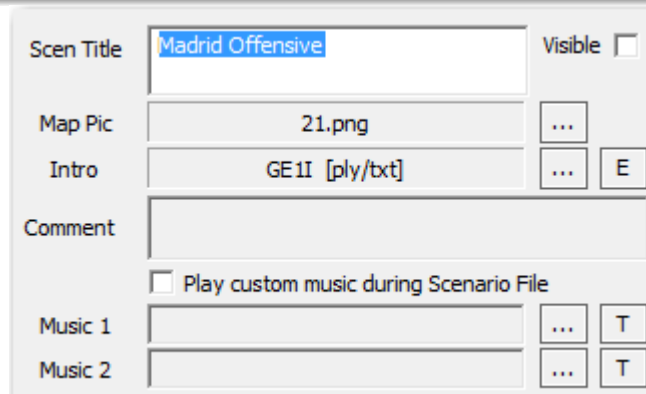 Scen Title Madrid Offensive Visible
Map Pic 21.png ...
Intro GE1I [ply/txt] ... E
Comment
Play custom music during Scenario File
Music 1 ... T
Music 2 ... T